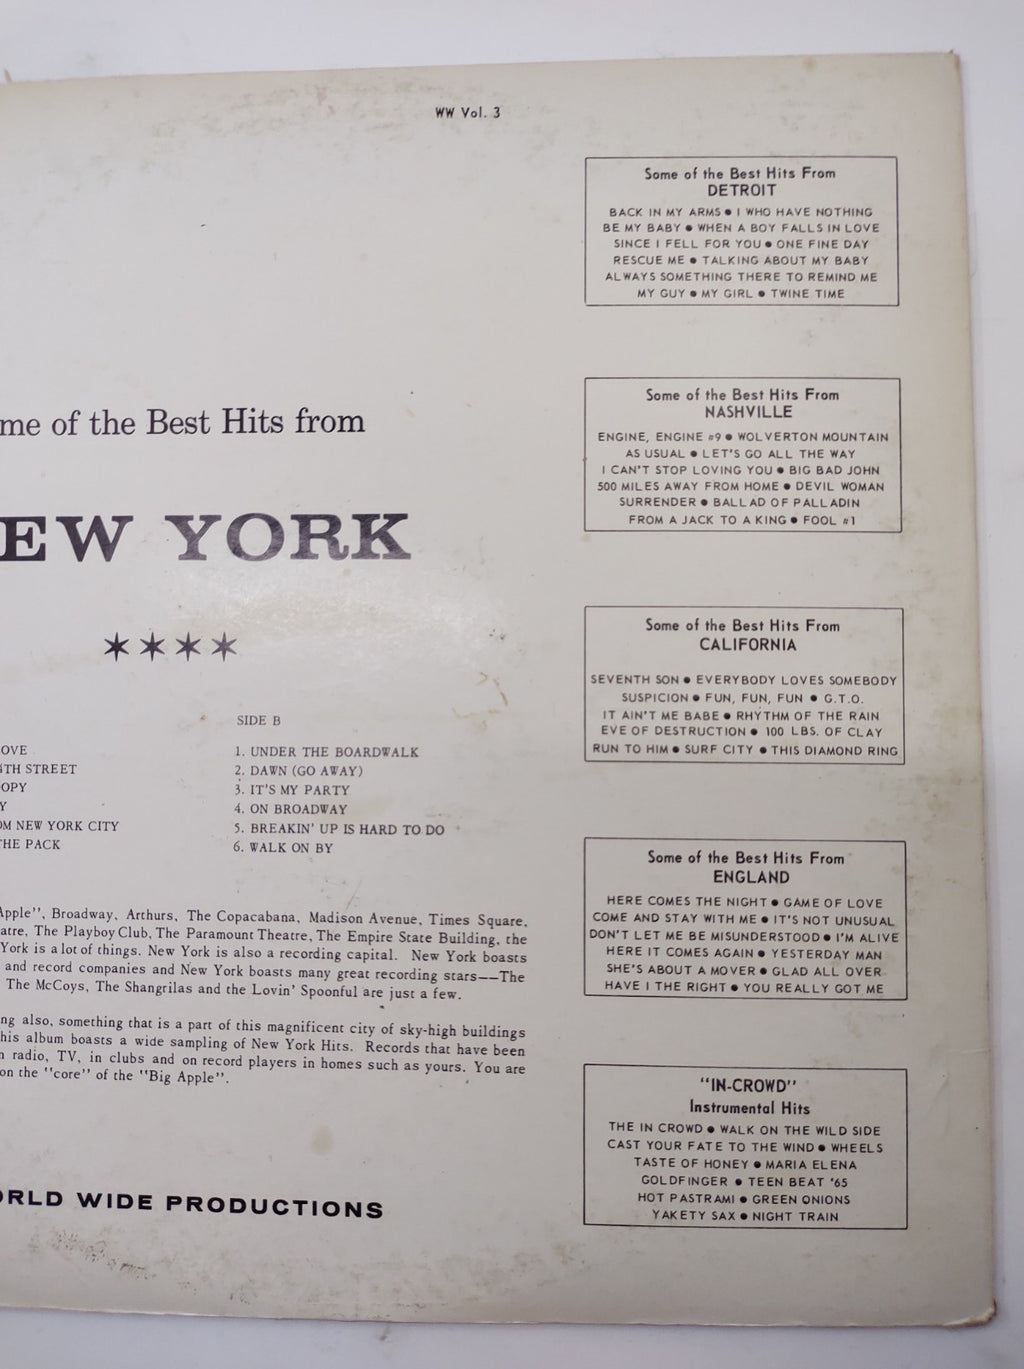 WW Vol. 3
me of the Best Hits from
EW YORK
****
OVE
4TH STREET
OPY
Y
OM NEW YORK CITY
THE PACK
SIDE B
1. UNDER THE BOARDWALK
2. DAWN (GO AWAY)
3. IT'S MY PARTY
4. ON BROADWAY
5. BREAKIN' UP IS HARD TO DO
6. WALK ON BY
Apple", Broadway, Arthurs, The Copacabana, Madison Avenue, Times Square,
atre, The Playboy Club, The Paramount Theatre, The Empire State Building, the
York is a lot of things. New York is also a recording capital. New York boasts
and record companies and New York boasts many great recording stars——The
The McCoys, The Shangrilas and the Lovin' Spoonful are just a few.
ng also, something that is a part of this magnificent city of sky-high buildings
his album boasts a wide sampling of New York Hits. Records that have been
n radio, TV, in clubs and on record players in homes such as yours. You are
on the "core" of the "Big Apple".
ORLD WIDE PRODUCTIONS
Some of the Best Hits From
DETROIT
BACK IN MY ARMS ● I WHO HAVE NOTHING
BE MY BABY ● WHEN A BOY FALLS IN LOVE
SINCE I FELL FOR YOU ● ONE FINE DAY
RESCUE ME ● TALKING ABOUT MY BABY
ALWAYS SOMETHING THERE TO REMIND ME
MY GUY ● MY GIRL ● TWINE TIME
Some of the Best Hits From
NASHVILLE
ENGINE, ENGINE #9 ● WOLVERTON MOUNTAIN
AS USUAL ● LET'S GO ALL THE WAY
I CAN'T STOP LOVING YOU ● BIG BAD JOHN
500 MILES AWAY FROM HOME ● DEVIL WOMAN
SURRENDER ● BALLAD OF PALLADIN
FROM A JACK TO A KING ● FOOL #1
Some of the Best Hits From
CALIFORNIA
SEVENTH SON ● EVERYBODY LOVES SOMEBODY
SUSPICION ● FUN, FUN, FUN ● G.T.O.
IT AIN'T ME BABE ● RHYTHM OF THE RAIN
EVE OF DESTRUCTION ● 100 LBS. OF CLAY
RUN TO HIM ● SURF CITY ● THIS DIAMOND RING
Some of the Best Hits From
ENGLAND
HERE COMES THE NIGHT ● GAME OF LOVE
COME AND STAY WITH ME ● IT'S NOT UNUSUAL
DON'T LET ME BE MISUNDERSTOOD ● I'M ALIVE
HERE IT COMES AGAIN ● YESTERDAY MAN
SHE'S ABOUT A MOVER ● GLAD ALL OVER
HAVE I THE RIGHT ● YOU REALLY GOT ME
"IN-CROWD"
Instrumental Hits
THE IN CROWD ● WALK ON THE WILD SIDE
CAST YOUR FATE TO THE WIND ● WHEELS
TASTE OF HONEY ● MARIA ELENA
GOLDFINGER ● TEEN BEAT '65
HOT PASTRAMI ● GREEN ONIONS
YAKETY SAX ● NIGHT TRAIN